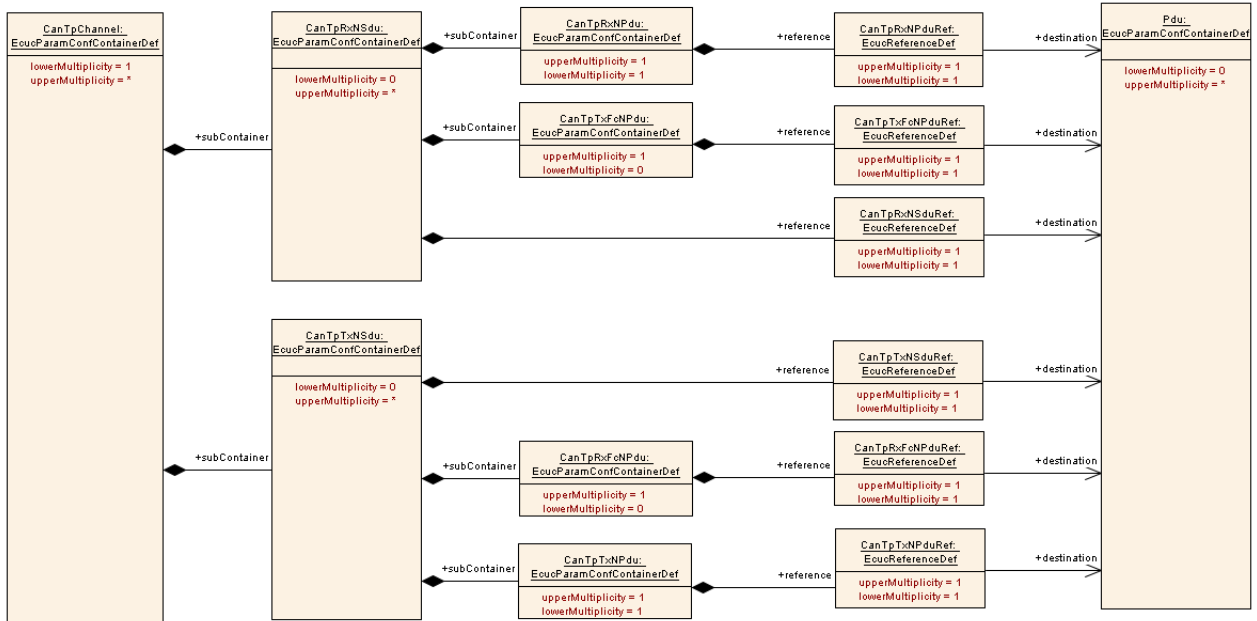 CanTpChannel:
EcucParamConfContainerDef
lowerMultiplicity = 1
upperMultiplicity = *
+subContainer
+subContainer
CanTpRxNSdu:
EcucParamConfContainerDef
lowerMultiplicity = 0
upperMultiplicity = *
+subContainer
CanTpRxNPdu:
EcucParamConfContainerDef
upperMultiplicity = 1
lowerMultiplicity = 1
+reference
CanTpRxNPduRef:
EcucReferenceDef
upperMultiplicity = 1
lowerMultiplicity = 1
+destination
+subContainer
CanTpTxFcNPdu:
EcucParamConfContainerDef
upperMultiplicity = 1
lowerMultiplicity = 0
+reference
CanTpTxFcNPduRef:
EcucReferenceDef
upperMultiplicity = 1
lowerMultiplicity = 1
+destination
+reference
CanTpRxNSduRef:
EcucReferenceDef
upperMultiplicity = 1
lowerMultiplicity = 1
+destination
CanTpTxNSdu:
EcucParamConfContainerDef
lowerMultiplicity = 0
upperMultiplicity = *
+reference
CanTpTxNSduRef:
EcucReferenceDef
upperMultiplicity = 1
lowerMultiplicity = 1
+destination
+subContainer
CanTpRxFcNPdu:
EcucParamConfContainerDef
upperMultiplicity = 1
lowerMultiplicity = 0
+reference
CanTpRxFcNPduRef:
EcucReferenceDef
upperMultiplicity = 1
lowerMultiplicity = 1
+destination
+subContainer
CanTpTxNPdu:
EcucParamConfContainerDef
upperMultiplicity = 1
lowerMultiplicity = 1
+reference
CanTpTxNPduRef:
EcucReferenceDef
upperMultiplicity = 1
lowerMultiplicity = 1
+destination
Pdu:
EcucParamConfContainerDef
lowerMultiplicity = 0
upperMultiplicity = *